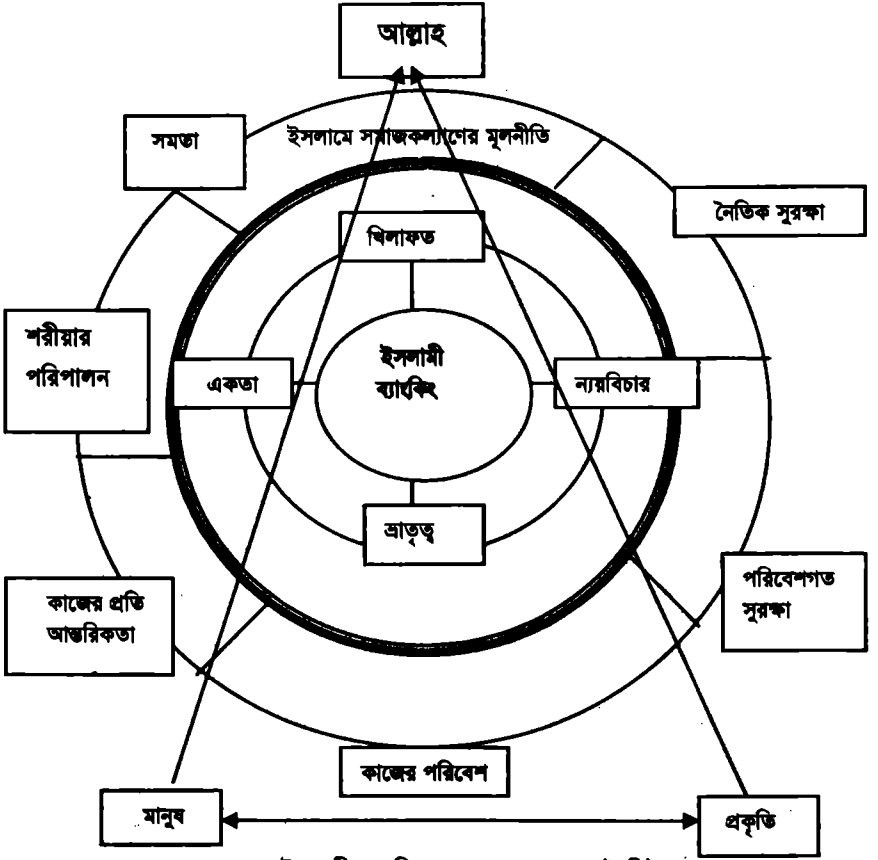 আল্লাহ
সমতা
ইসলামে সমাজকল্যাণের মূলনীতি
নৈতিক সুরক্ষা
খিলাফত
শরীয়ার
পরিপালন
ইসলামী
ব্যাংকিং
একতা
ন্যয়বিচার
ভ্রাতৃত্ব
কাজের প্রতি
আন্তরিকতা
পরিবেশগত
সুরক্ষা
কাজের পরিবেশ
মানুষ
প্রকৃতি